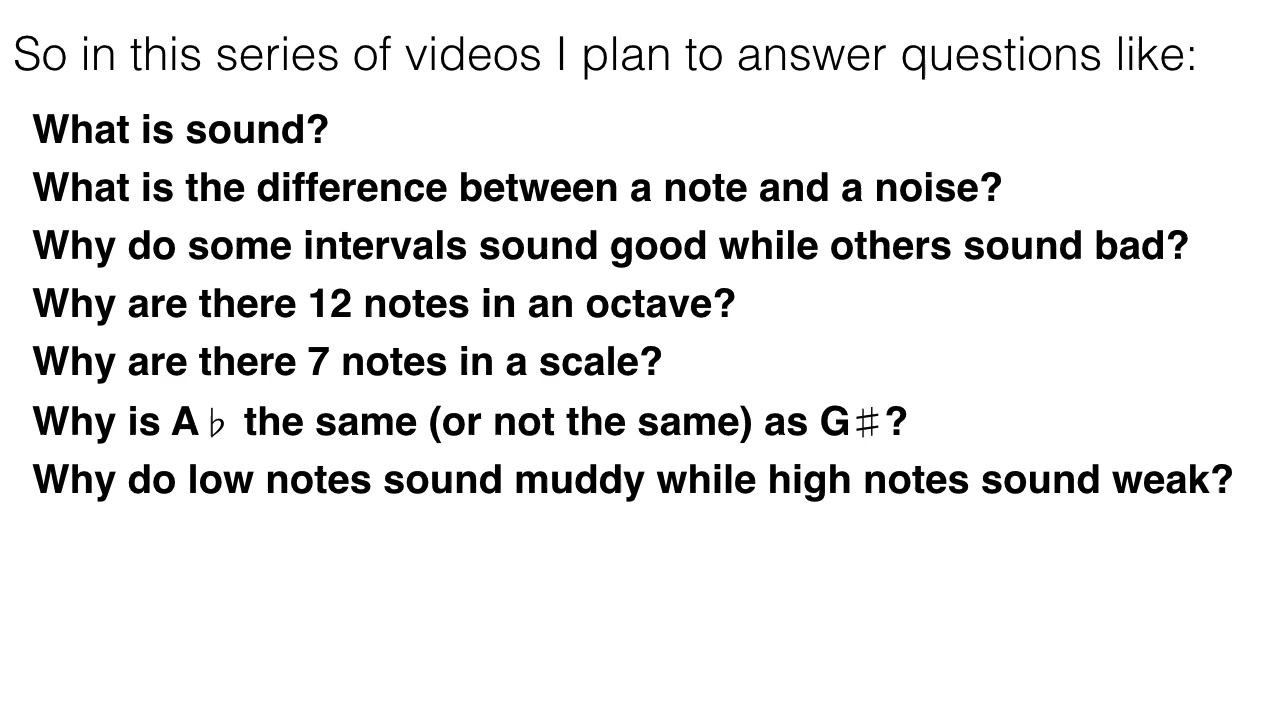 So in this series of videos I plan to answer questions like:
What is sound?
What is the difference between a note and a noise?
Why do some intervals sound good while others sound bad?
Why are there 12 notes in an octave?
Why are there 7 notes in a scale?
Why is A♭ the same (or not the same) as G♯?
Why do low notes sound muddy while high notes sound weak?